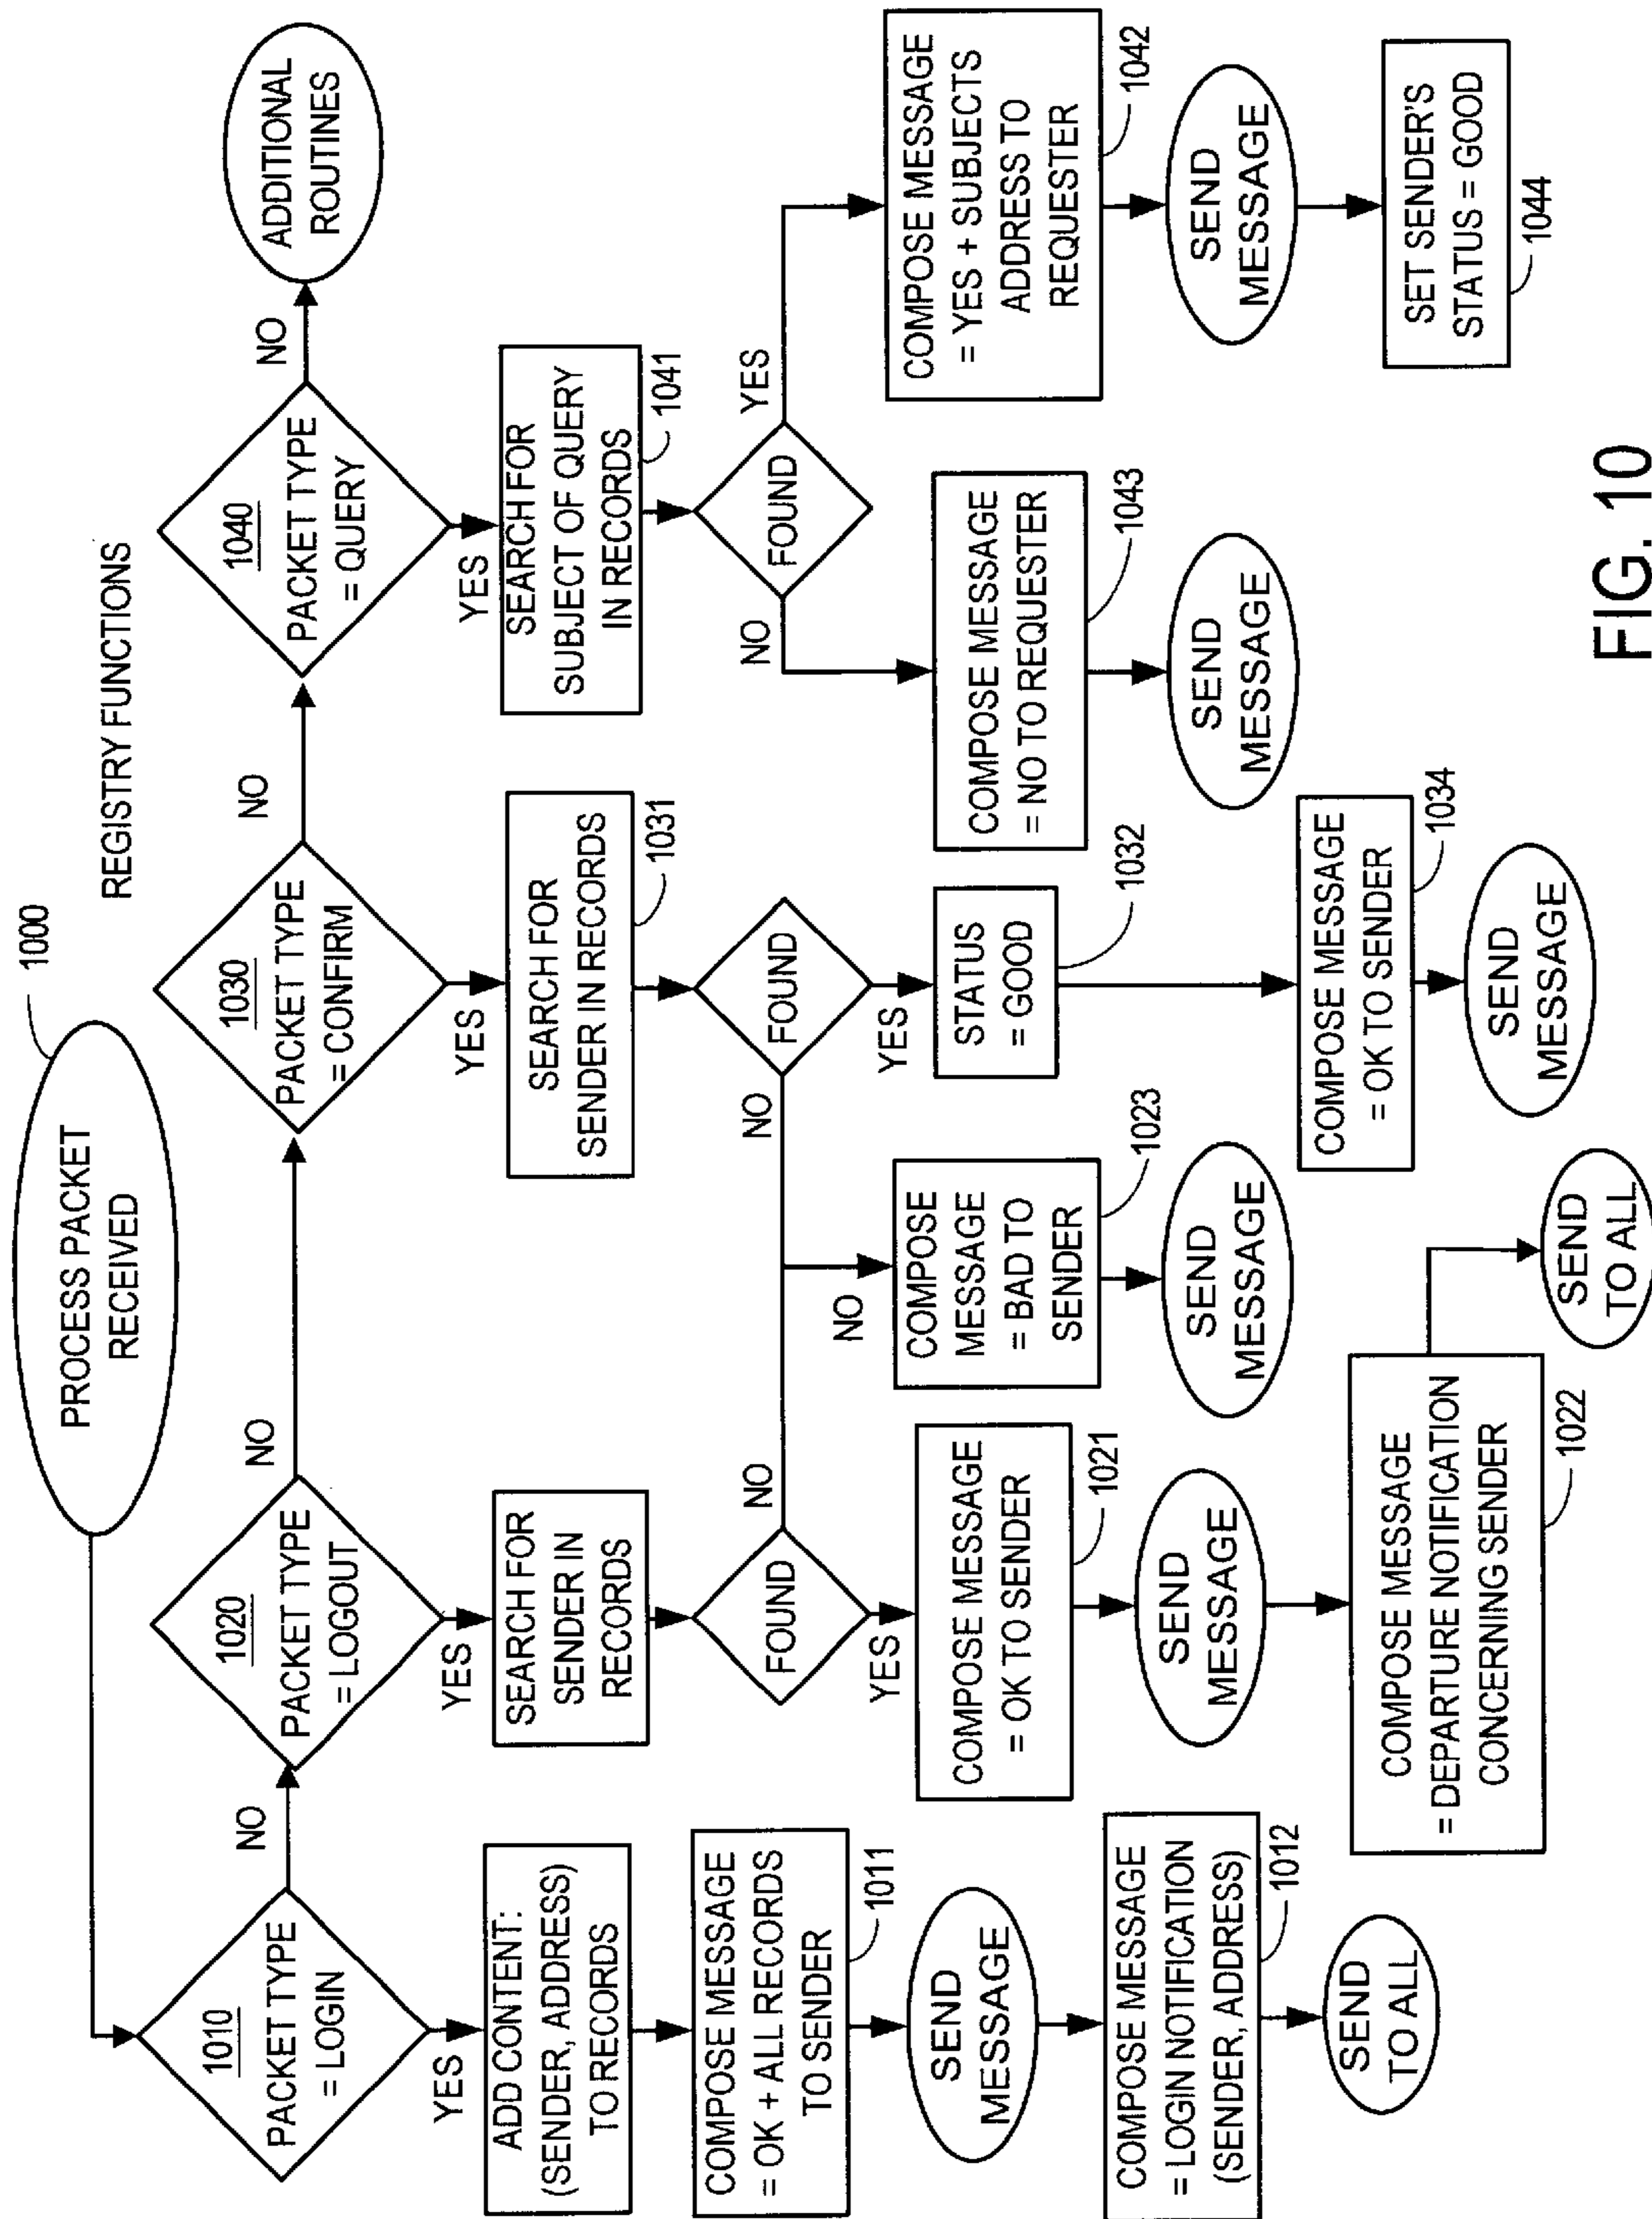 1000
PROCESS PACKET
RECEIVED
REGISTRY FUNCTIONS
1010
PACKET TYPE
= LOGIN
NO
YES
1020
PACKET TYPE
= LOGOUT
NO
YES
1030
PACKET TYPE
= CONFIRM
NO
YES
1040
PACKET TYPE
= QUERY
NO
YES
ADDITIONAL
ROUTINES
ADD CONTENT:
(SENDER, ADDRESS)
TO RECORDS
COMPOSE MESSAGE
= OK + ALL RECORDS
TO SENDER
1011
SEND
MESSAGE
COMPOSE MESSAGE
= LOGIN NOTIFICATION
(SENDER, ADDRESS)
1012
SEND
TO ALL
SEARCH FOR
SENDER IN
RECORDS
FOUND
NO
YES
COMPOSE MESSAGE
= OK TO SENDER
1021
SEND
MESSAGE
COMPOSE MESSAGE
= DEPARTURE NOTIFICATION
CONCERNING SENDER
1022
SEND
TO ALL
NO
COMPOSE
MESSAGE
= BAD TO
SENDER
1023
SEND
MESSAGE
SEARCH FOR
SENDER IN RECORDS
1031
FOUND
NO
YES
STATUS
= GOOD
1032
COMPOSE MESSAGE
= OK TO SENDER
1034
SEND
MESSAGE
SEARCH FOR
SUBJECT OF QUERY
IN RECORDS
1041
FOUND
NO
YES
COMPOSE MESSAGE
= NO TO REQUESTER
1043
SEND
MESSAGE
COMPOSE MESSAGE
= YES + SUBJECTS
ADDRESS TO
REQUESTER
1042
SEND
MESSAGE
SET SENDER'S
STATUS = GOOD
1044
FIG. 10